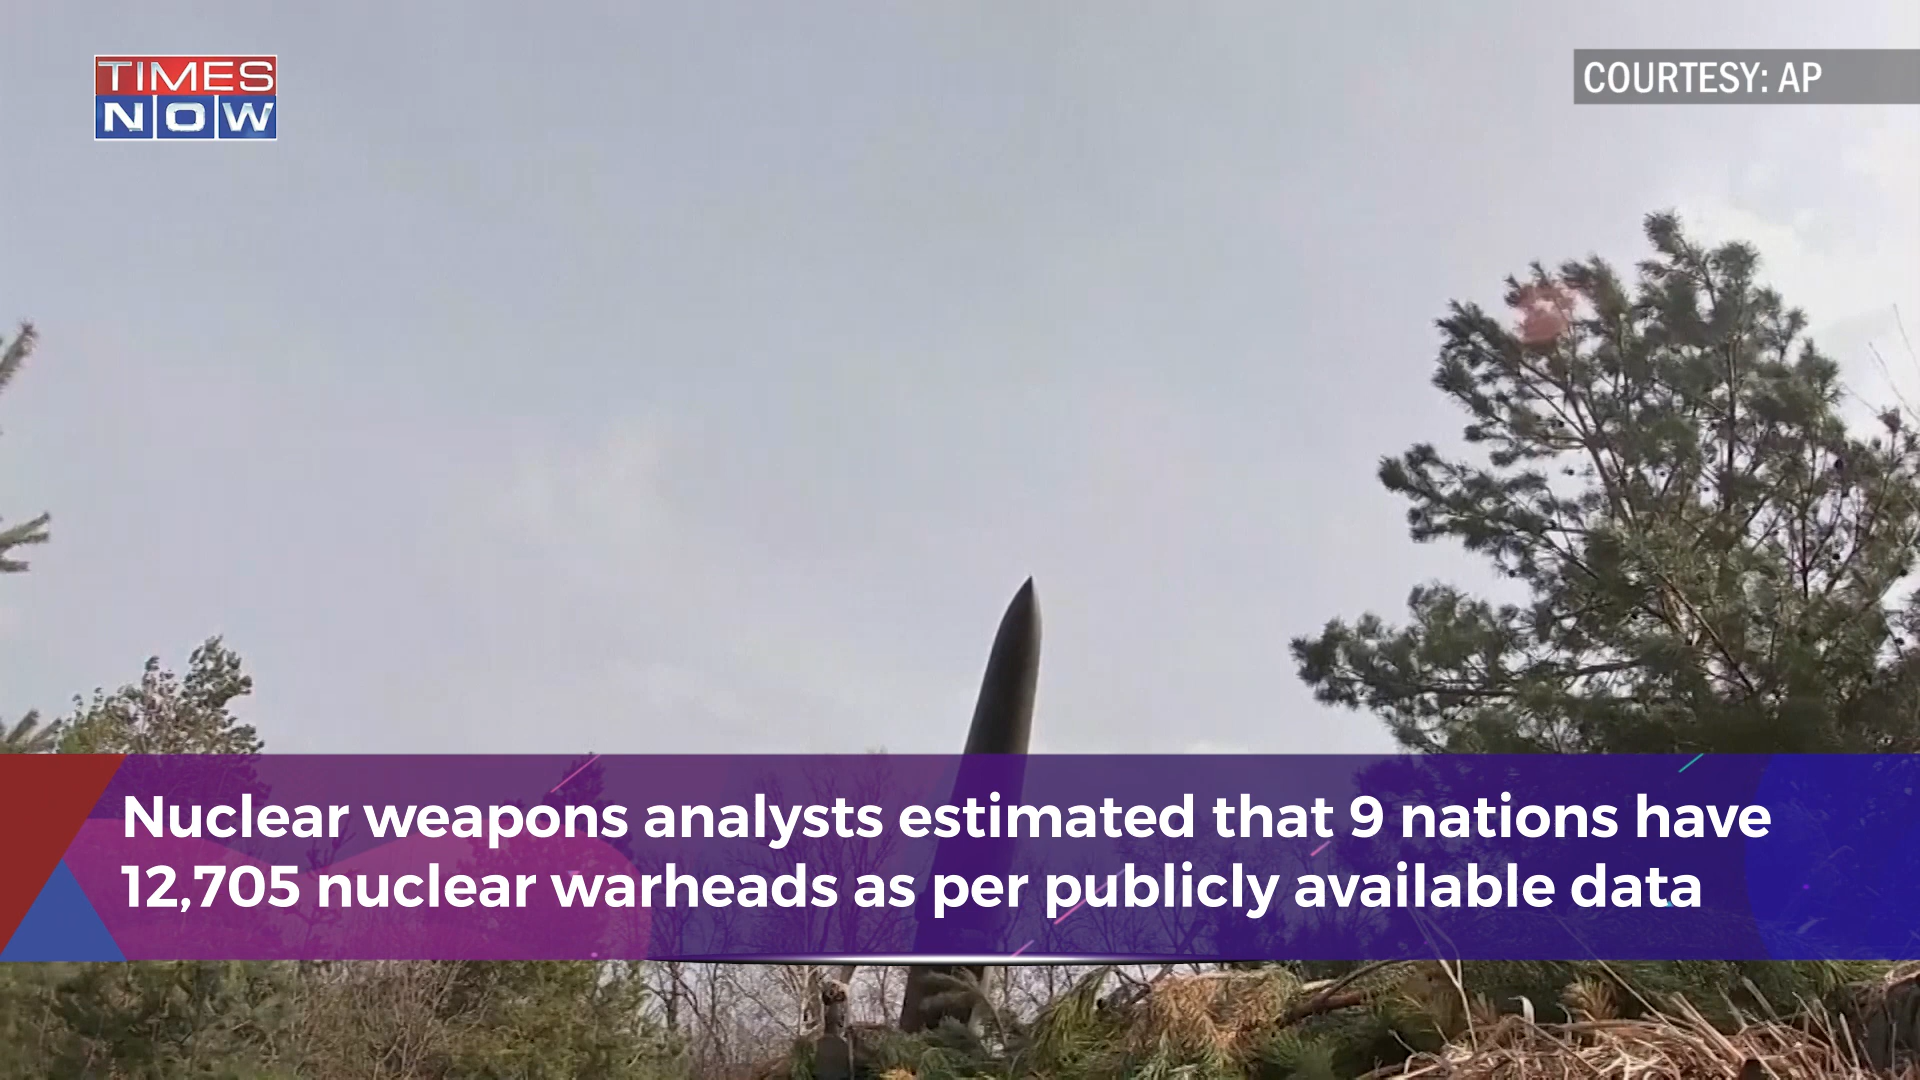 TIMES
NOW
COURTESY: AP
Nuclear weapons analysts estimated that 9 nations have
12,705 nuclear warheads as per publicly available data